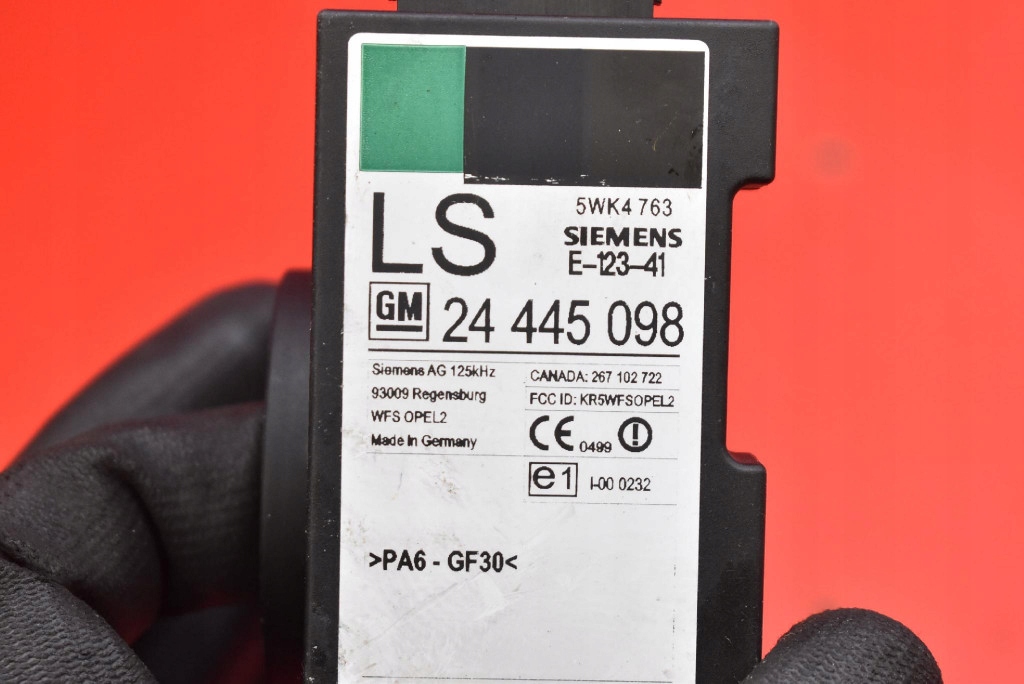 LS
5WK4 763
SIEMENS
E-123-41
GM 24 445 098
Siemens AG 125kHz
93009 Regensburg
WFS OPEL2
Made In Germany
CANADA: 267 102 722
FCC ID: KR5WFSOPEL2
CE 0499
e1 I-00 0232
>PA6 - GF30<